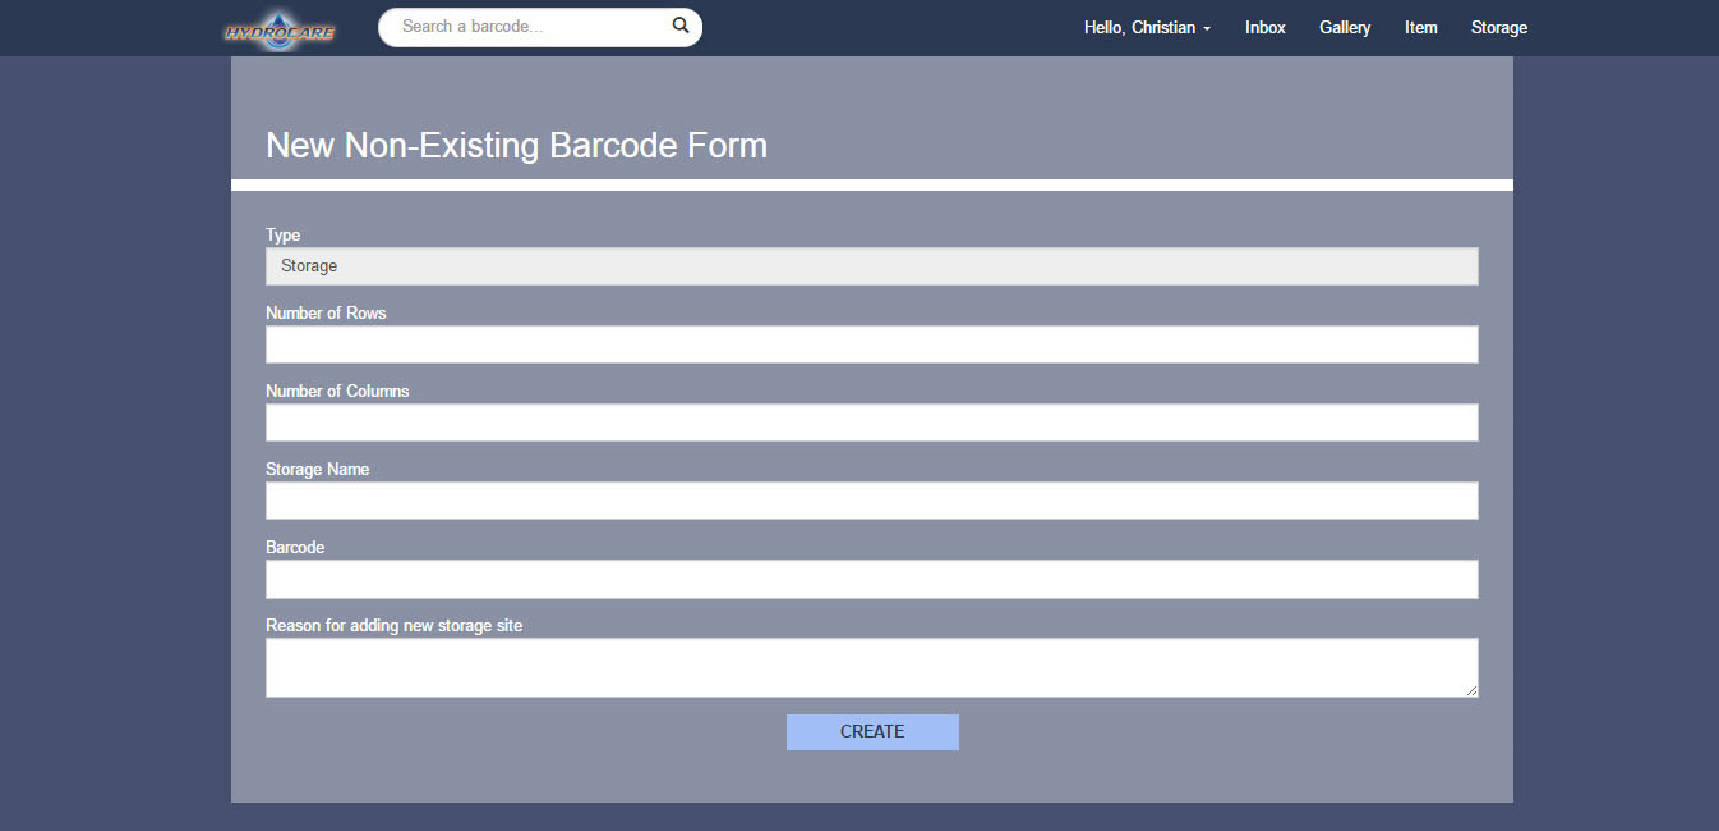 HYDROCARE
Search a barcode...
Hello, Christian
Inbox
Gallery
Item
Storage
New Non-Existing Barcode Form
Type
Storage
Number of Rows
Number of Columns
Storage Name
Barcode
Reason for adding new storage site
CREATE